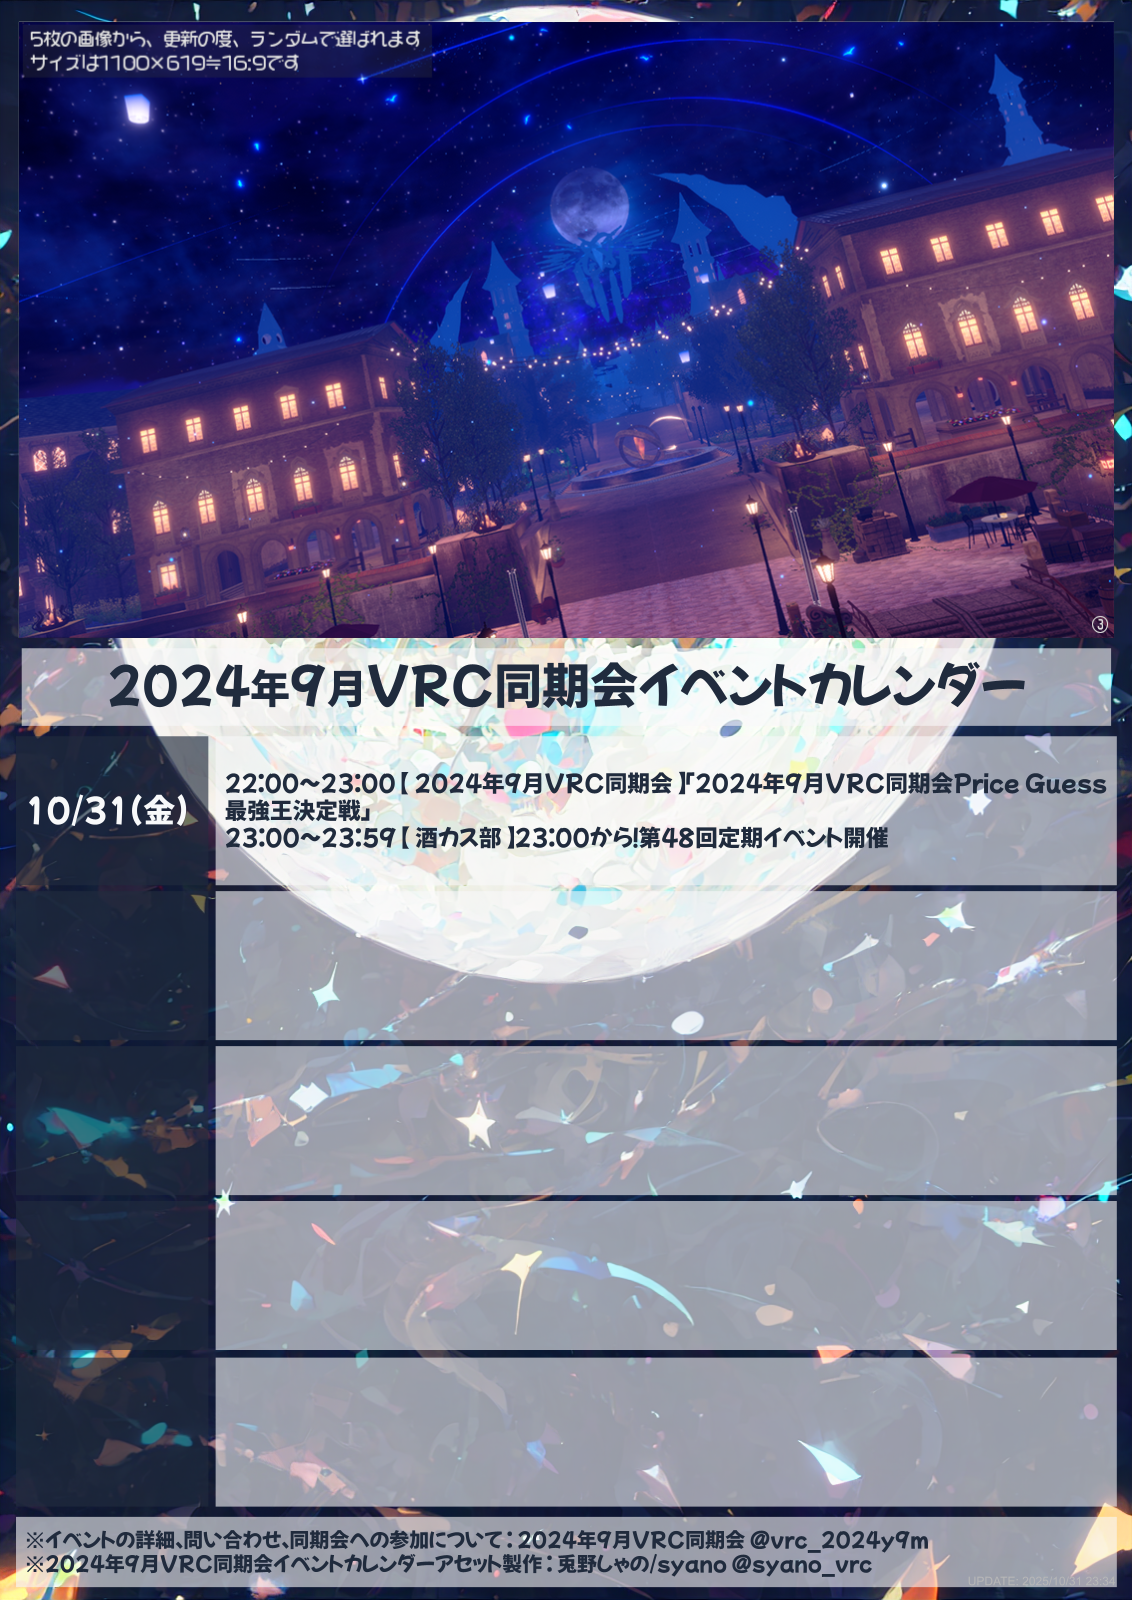 5枚の画像から、更新の度、ランダムで選ばれます
サイズは1100×619≒16:9です
③
2024年9月VRC同期会イベントカレンダー
10/31(金)
22:00～23:00【 2024年9月VRC同期会 】『2024年9月VRC同期会Price Guess
最強王決定戦』
23:00～23:59【 酒カス部 】23:00から!第48回定期イベント開催
※イベントの詳細、問い合わせ、同期会への参加について：2024年9月VRC同期会 @vrc_2024y9m
※2024年9月VRC同期会イベントカレンダーアセット製作：兎野しゃの/syano @syano_vrc
UPDATE: 2025/10/31 23:34